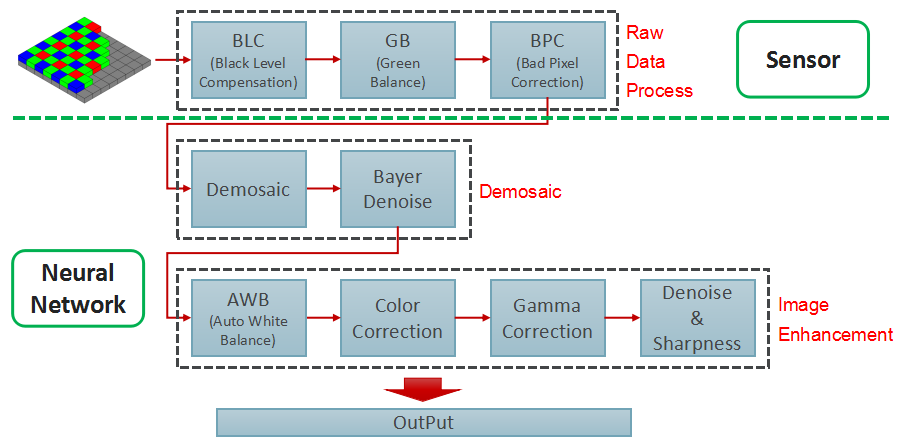 BLC
(Black Level
Compensation)
GB
(Green
Balance)
BPC
(Bad Pixel
Correction)
Raw
Data
Process
Sensor
Demosaic
Bayer
Denoise
Demosaic
Neural
Network
AWB
(Auto White
Balance)
Color
Correction
Gamma
Correction
Denoise
&
Sharpness
Image
Enhancement
OutPut